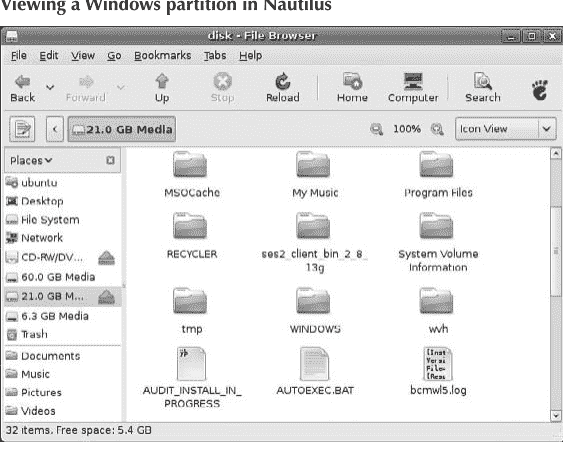 Viewing a Windows partition in Nautilus
disk - File Browser
File Edit View Go Bookmarks Tabs Help
Back Forward Up Stop Reload Home Computer Search
21.0 GB Media 100% Icon View
Places
ubuntu
Desktop
File System
Network
CD-RW/DV...
60.0 GB Media
21.0 GB M...
6.3 GB Media
Trash
Documents
Music
Pictures
Videos
MSOCache My Music Program Files
RECYCLER ses2_client_bin_2_8_ System Volume
13g Information
tmp WINDOWS wvh
AUDIT_INSTALL_IN_ AUTOEXEC.BAT bcmwl5.log
PROGRESS
32 items, Free space: 5.4 GB